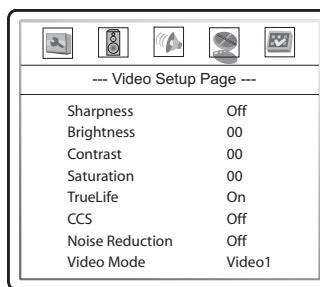 --- Video Setup Page ---
Sharpness Off
Brightness 00
Contrast 00
Saturation 00
TrueLife On
CCS Off
Noise Reduction Off
Video Mode Video1